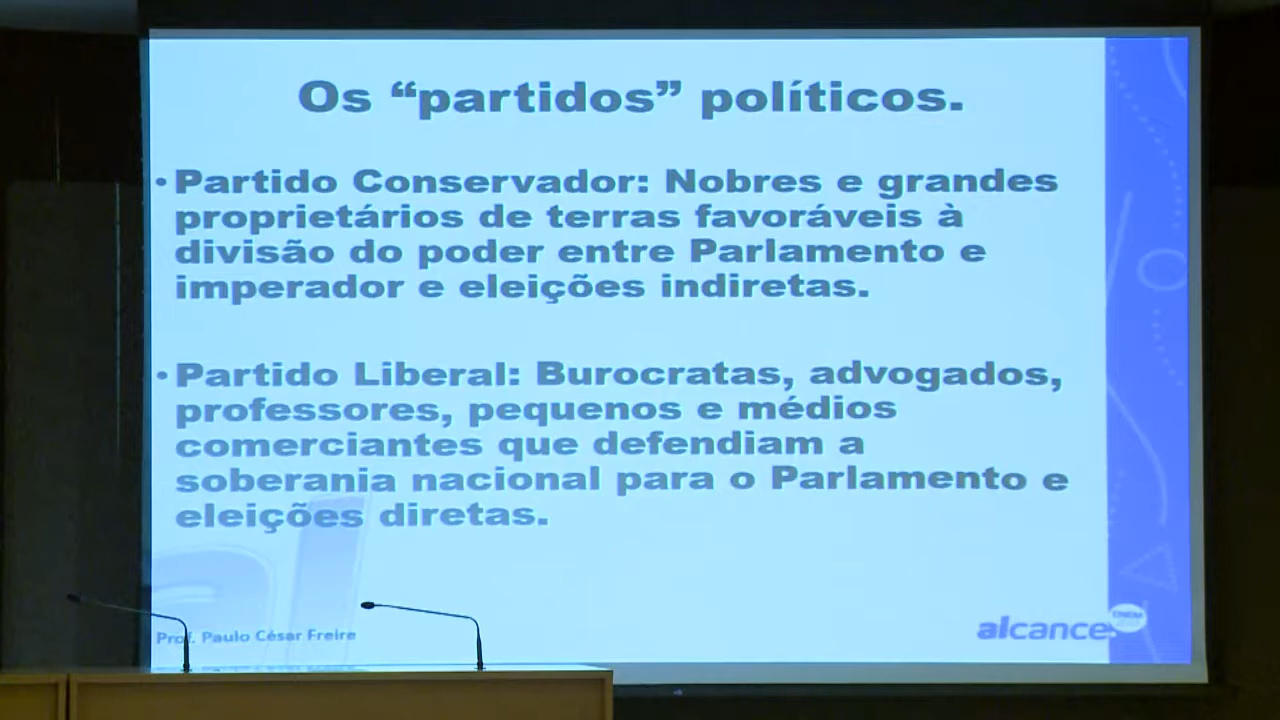 Os “partidos” políticos.
• Partido Conservador: Nobres e grandes
proprietários de terras favoráveis à
divisão do poder entre Parlamento e
imperador e eleições indiretas.
• Partido Liberal: Burocratas, advogados,
professores, pequenos e médios
comerciantes que defendiam a
soberania nacional para o Parlamento e
eleições diretas.
Prof. Paulo César Freire
alcance